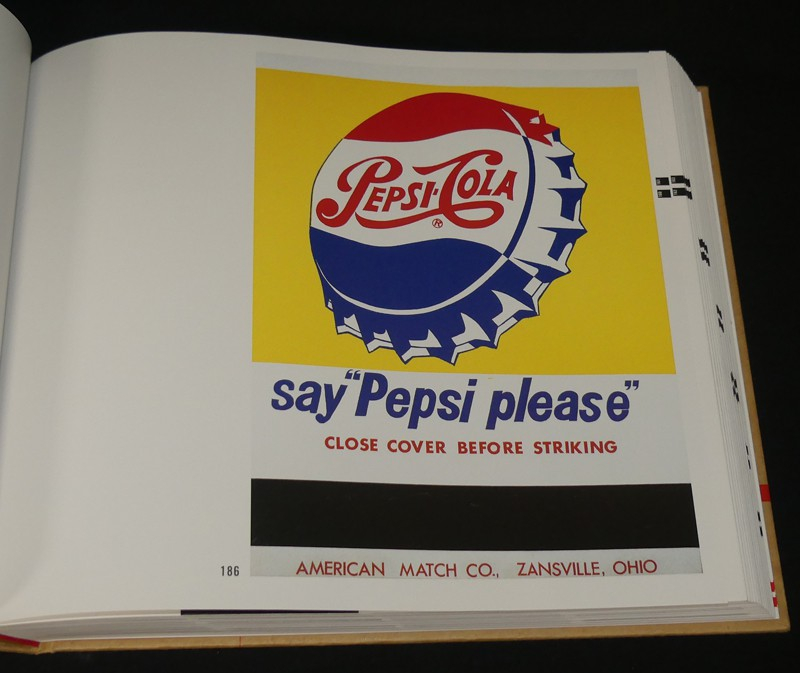 PEPSI-COLA
®
say "Pepsi please"
CLOSE COVER BEFORE STRIKING
186
AMERICAN MATCH CO., ZANSVILLE, OHIO